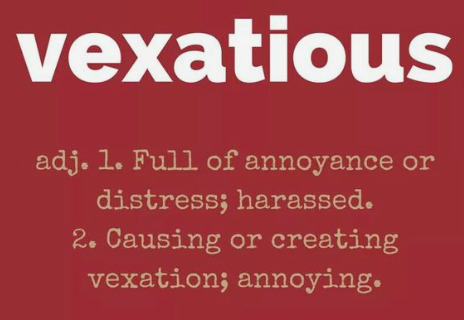 vexatious
adj. 1. Full of annoyance or
distress; harassed.
2. Causing or creating
vexation; annoying.